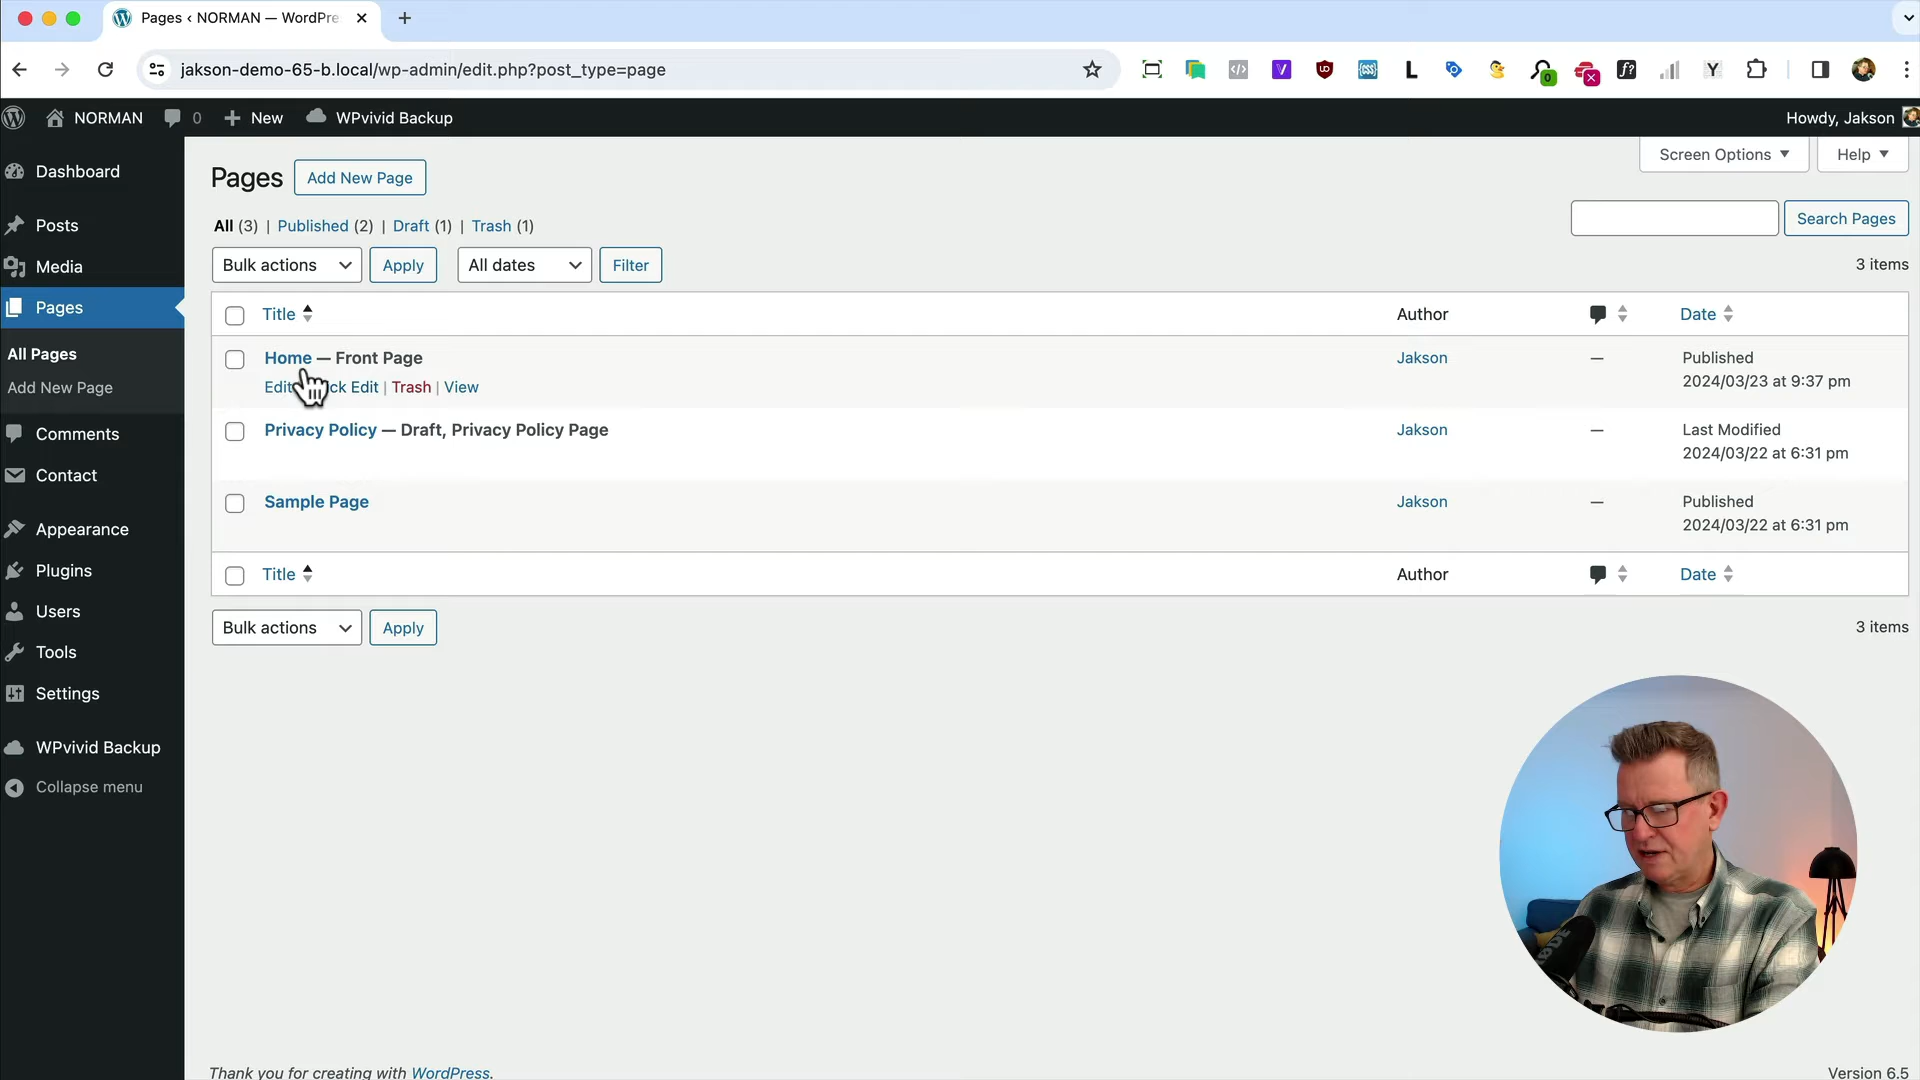 Pages ‹ NORMAN — WordPre
jakson-demo-65-b.local/wp-admin/edit.php?post_type=page
NORMAN 0 New WPvivid Backup Howdy, Jakson
Dashboard
Posts
Media
Pages
All Pages
Add New Page
Comments
Contact
Appearance
Plugins
Users
Tools
Settings
WPvivid Backup
Collapse menu
Screen Options Help
Pages Add New Page
All (3) | Published (2) | Draft (1) | Trash (1)
Search Pages
Bulk actions Apply All dates Filter 3 items
Title Author Date
Home — Front Page Jakson — Published
2024/03/23 at 9:37 pm
Edit ck Edit | Trash | View
Privacy Policy — Draft, Privacy Policy Page Jakson — Last Modified
2024/03/22 at 6:31 pm
Sample Page Jakson — Published
2024/03/22 at 6:31 pm
Title Author Date
Bulk actions Apply 3 items
RODE
Thank you for creating with WordPress. Version 6.5